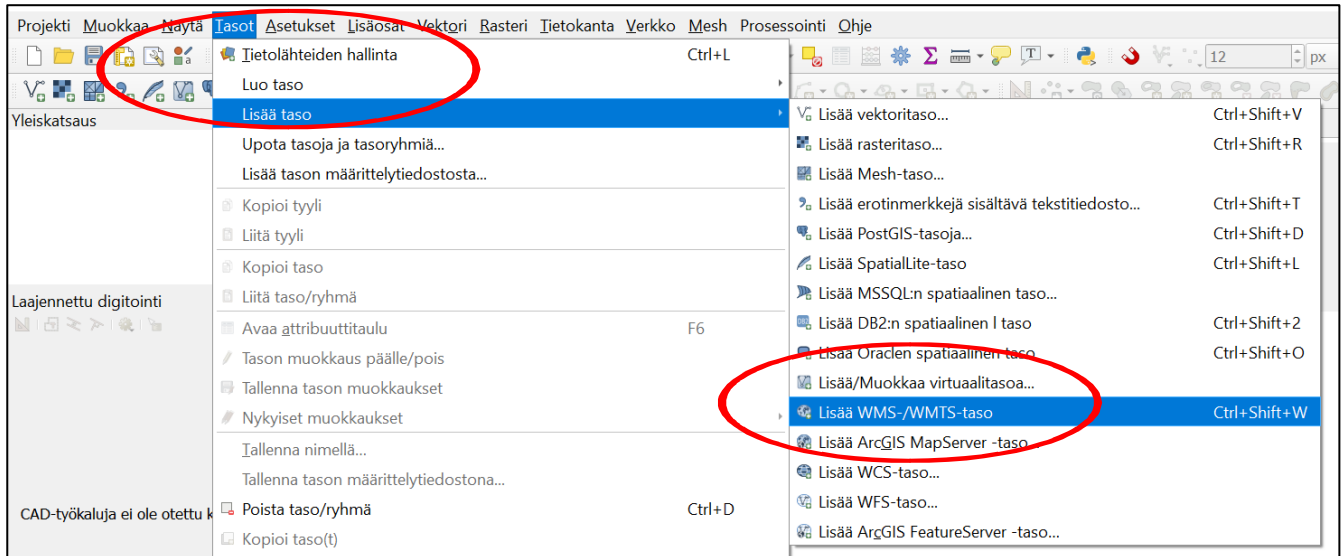 Projekti Muokkaa Näytä Tasot Asetukset Lisäosat Vektori Rasteri Tietokanta Verkko Mesh Prosessointi Ohje
12 px
Yleiskatsaus
Laajennettu digitointi
CAD-työkaluja ei ole otettu k
Tietolähteiden hallinta Ctrl+L
Luo taso
Lisää taso
Upota tasoja ja tasoryhmiä...
Lisää tason määrittelytiedostosta...
Kopioi tyyli
Liitä tyyli
Kopioi taso
Liitä taso/ryhmä
Avaa attribuuttitaulu F6
Tason muokkaus päälle/pois
Tallenna tason muokkaukset
Nykyiset muokkaukset
Tallenna nimellä...
Tallenna tason määrittelytiedostona...
Poista taso/ryhmä Ctrl+D
Kopioi taso(t)
Lisää vektoritaso... Ctrl+Shift+V
Lisää rasteritaso... Ctrl+Shift+R
Lisää Mesh-taso...
Lisää erotinmerkkejä sisältävä tekstitiedosto... Ctrl+Shift+T
Lisää PostGIS-tasoja... Ctrl+Shift+D
Lisää SpatialLite-taso Ctrl+Shift+L
Lisää MSSQL:n spatiaalinen taso...
Lisää DB2:n spatiaalinen l taso Ctrl+Shift+2
Lisää Oraclen spatiaalinen taso Ctrl+Shift+O
Lisää/Muokkaa virtuaalitasoa...
Lisää WMS-/WMTS-taso Ctrl+Shift+W
Lisää ArcGIS MapServer -taso...
Lisää WCS-taso...
Lisää WFS-taso...
Lisää ArcGIS FeatureServer -taso...